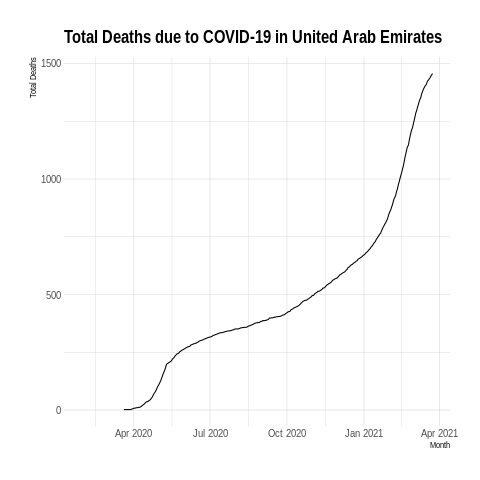 Total Deaths due to COVID-19 in United Arab Emirates
Total Deaths
1500
1000
500
0
Apr 2020 Jul 2020 Oct 2020 Jan 2021 Apr 2021
Month